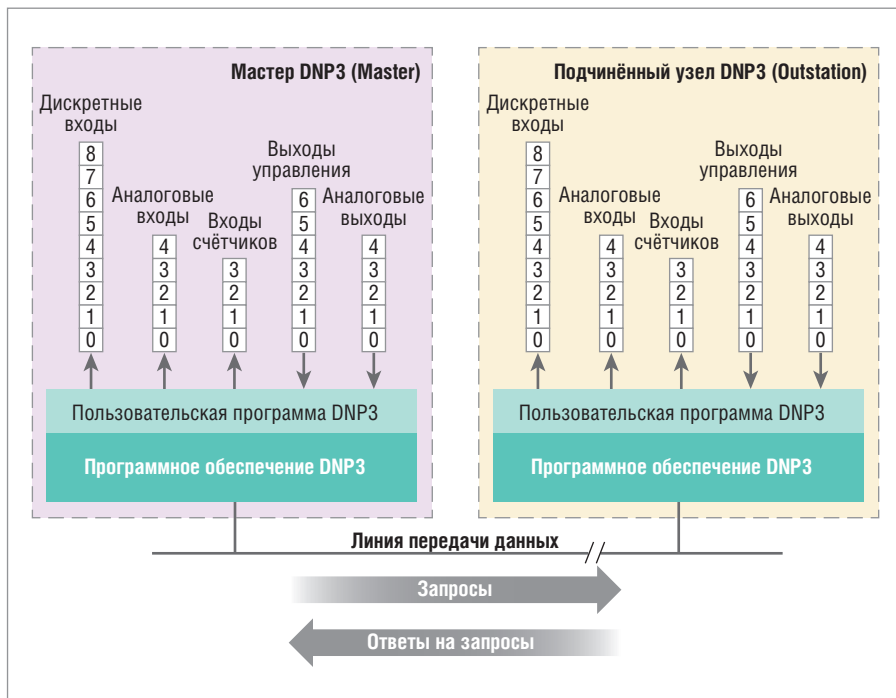 Мастер DNP3 (Master)
Дискретные
входы
8
7
6
5
4
3
2
1
0
Аналоговые
входы
4
3
2
1
0
Входы
счётчиков
3
2
1
0
Выходы
управления
6
5
4
3
2
1
0
Аналоговые
выходы
4
3
2
1
0
Пользовательская программа DNP3
Программное обеспечение DNP3
Подчинённый узел DNP3 (Outstation)
Дискретные
входы
8
7
6
5
4
3
2
1
0
Аналоговые
входы
4
3
2
1
0
Входы
счётчиков
3
2
1
0
Выходы
управления
6
5
4
3
2
1
0
Аналоговые
выходы
4
3
2
1
0
Пользовательская программа DNP3
Программное обеспечение DNP3
Линия передачи данных
Запросы
Ответы на запросы